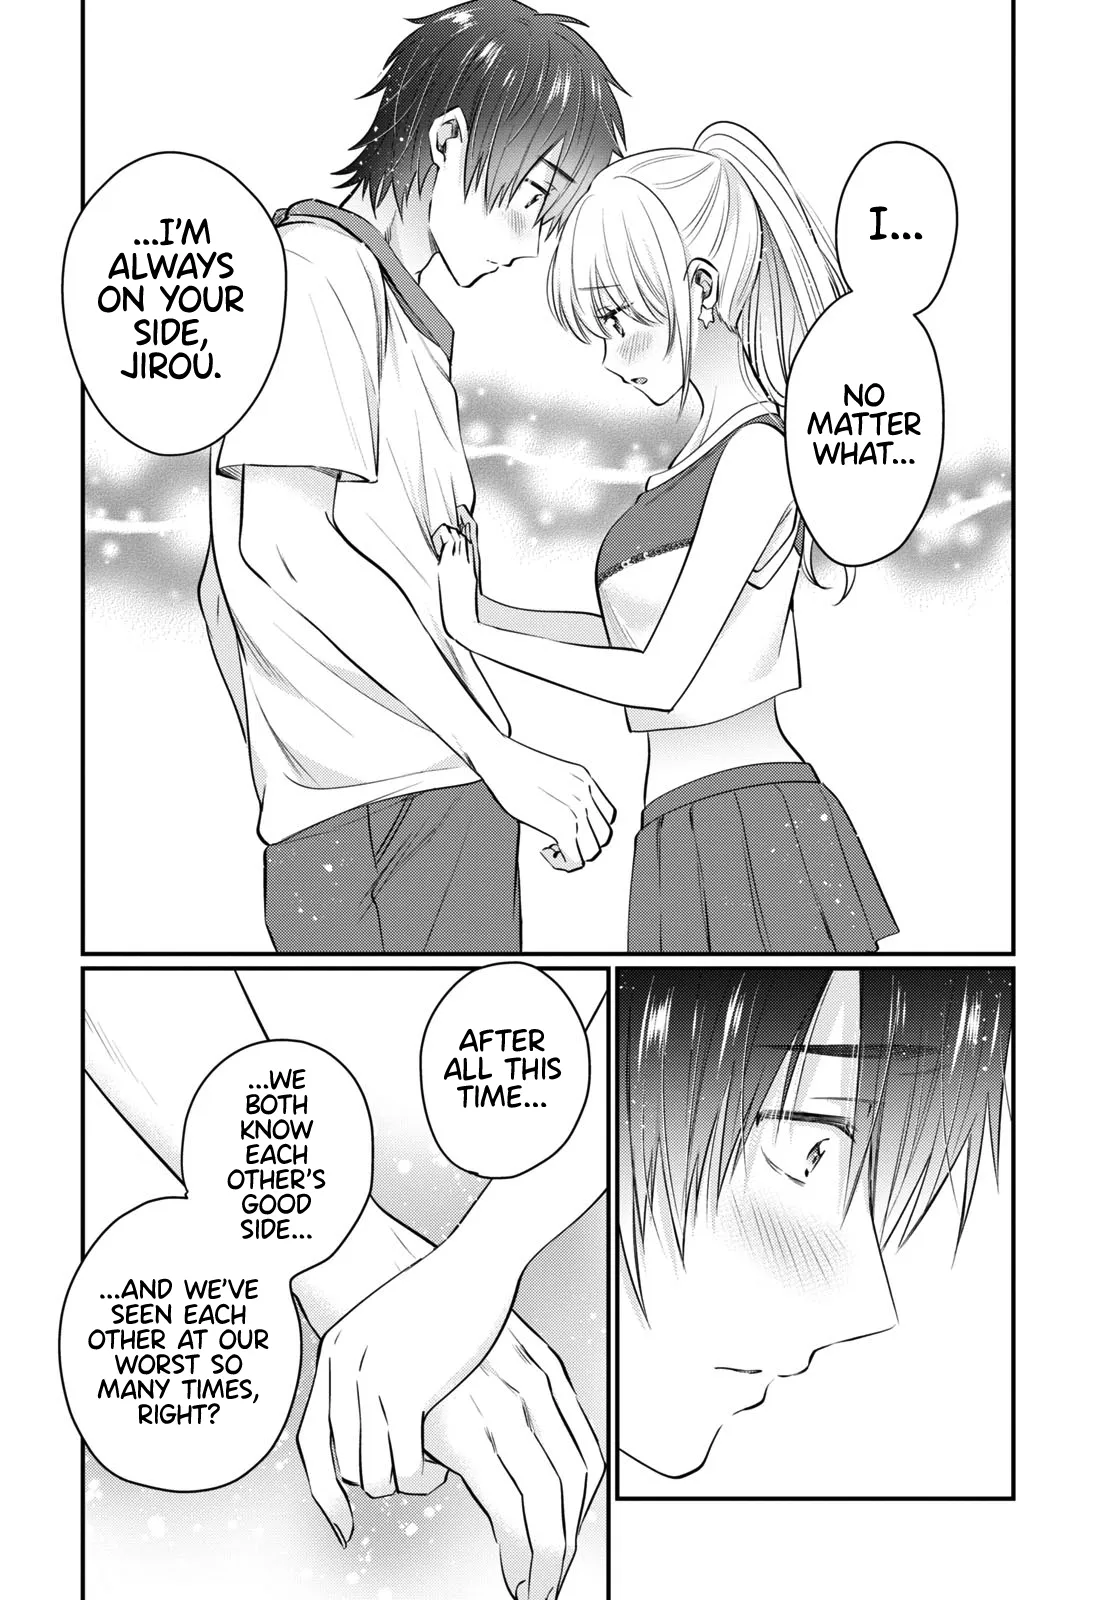 I...
NO
MATTER
WHAT...
...I'M
ALWAYS
ON YOUR
SIDE,
JIROU.
AFTER
ALL THIS
TIME...
...WE
BOTH
KNOW
EACH
OTHER'S
GOOD
SIDE...
...AND WE'VE
SEEN EACH
OTHER AT OUR
WORST SO
MANY TIMES,
RIGHT?